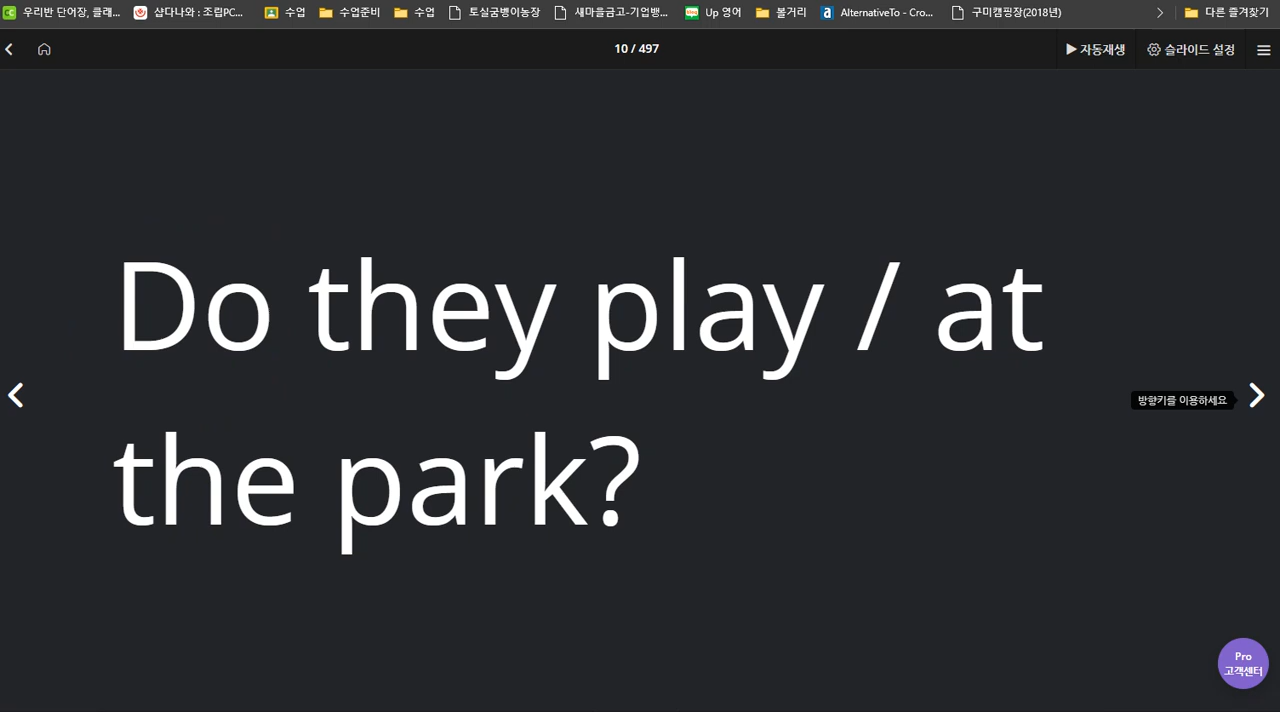 우리반 단어장, 클래... 샵다나와 : 조립PC... 수업 수업준비 수업 토실굼벵이농장 새마을금고-기업뱅... Up 영어 볼거리 AlternativeTo - Cro... 구미캠핑장(2018년) 다른 즐겨찾기
10 / 497 자동재생 슬라이드 설정
Do they play / at
the park?
방향키를 이용하세요
Pro
고객센터